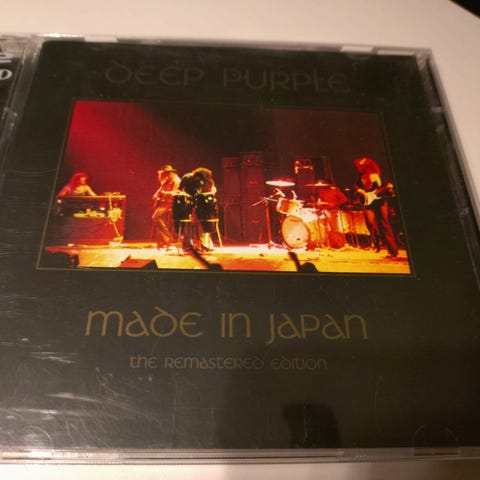 DEEP PURPLE
MADE IN JAPAN
THE REMASTERED EDITION